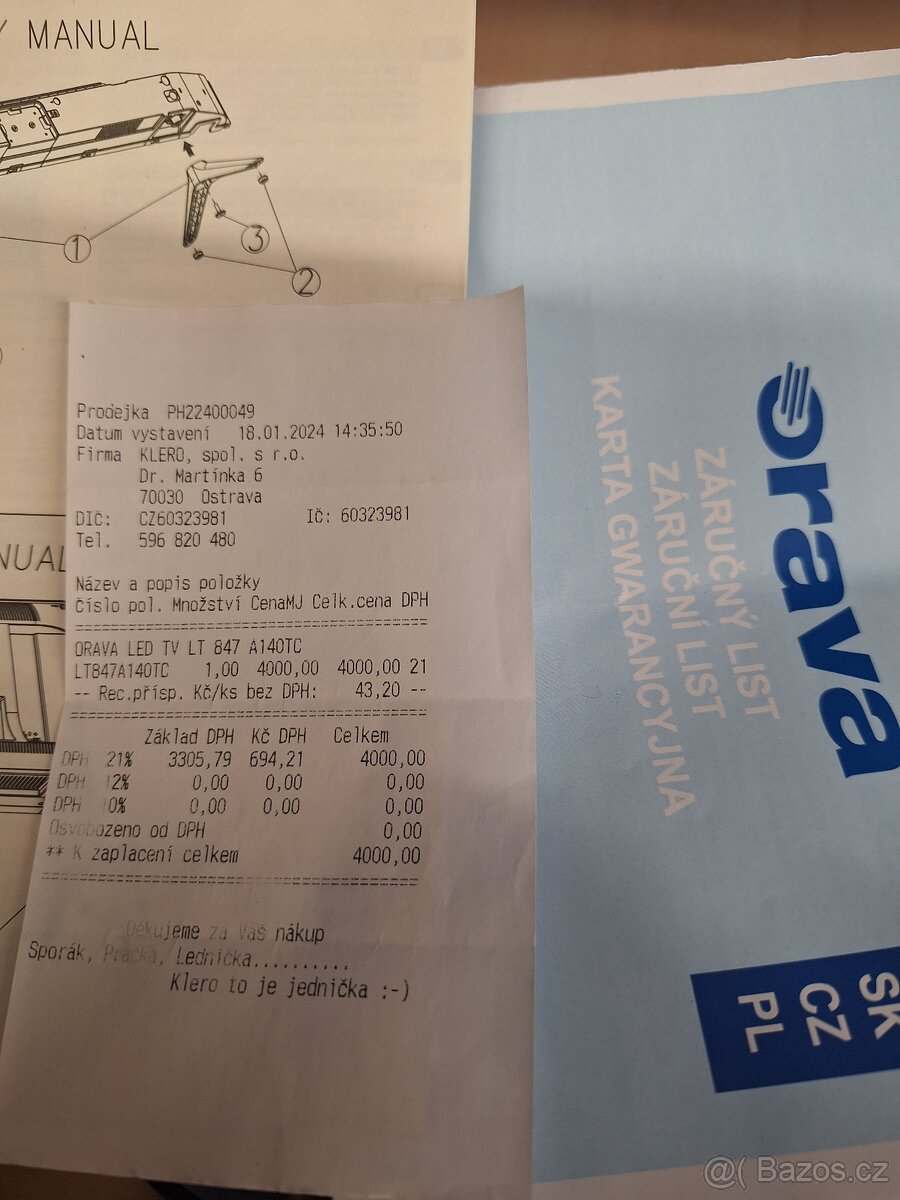 MANUAL
1
3
2
NUAL
Prodejka PH22400049
Datum vystavení 18.01.2024 14:35:50
Firma KLERO, spol. s r.o.
Dr. Martínka 6
70030 Ostrava
DIČ: CZ60323981 IČ: 60323981
Tel. 596 820 480
Název a popis položky
Číslo pol. Množství CenaMJ Celk.cena DPH
ORAVA LED TV LT 847 A140TC
LT847A140TC 1,00 4000,00 4000,00 21
-- Rec.přísp. Kč/ks bez DPH: 43,20 --
Základ DPH Kč DPH Celkem
DPH 21% 3305,79 694,21 4000,00
DPH 12% 0,00 0,00 0,00
DPH 10% 0,00 0,00 0,00
Osvobozeno od DPH 0,00
** K zaplacení celkem 4000,00
Děkujeme za Vaš nákup
Sporák, Pračka, Lednička..........
Klero to je jednička :-)
orava
ZÁRUČNÝ LIST
ZÁRUČNÍ LIST
KARTA GWARANCYJNA
SK
CZ
PL
@( Bazos.cz